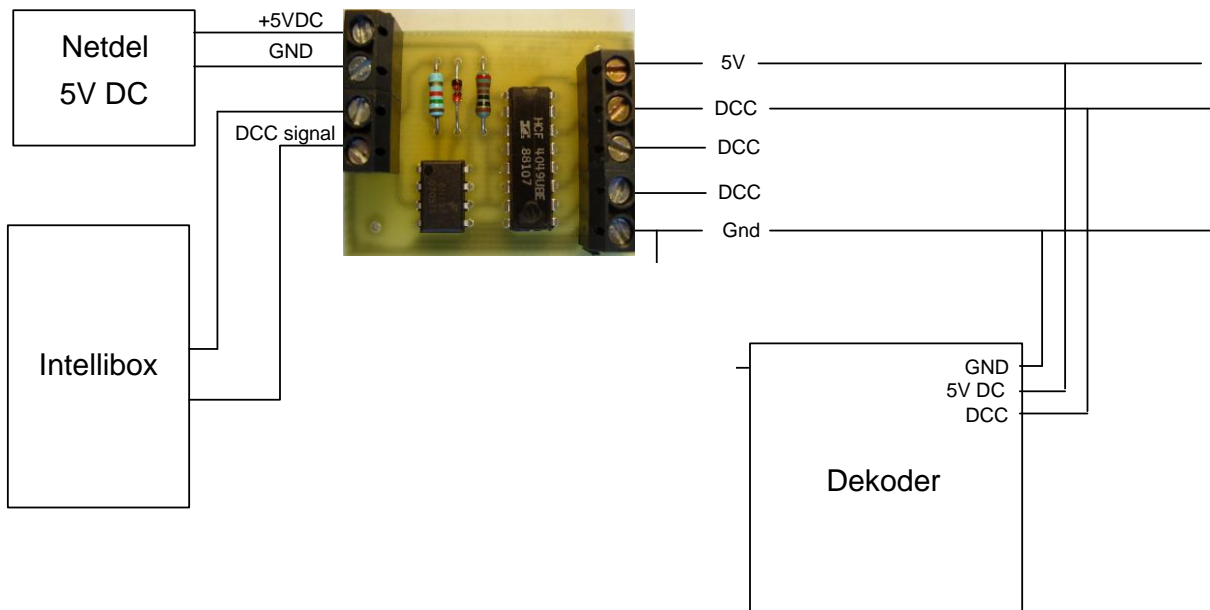 Netdel
5V DC
+5VDC
GND
DCC signal
HCF 4049UBE
88107
5V
DCC
DCC
DCC
Gnd
Intellibox
GND
5V DC
DCC
Dekoder